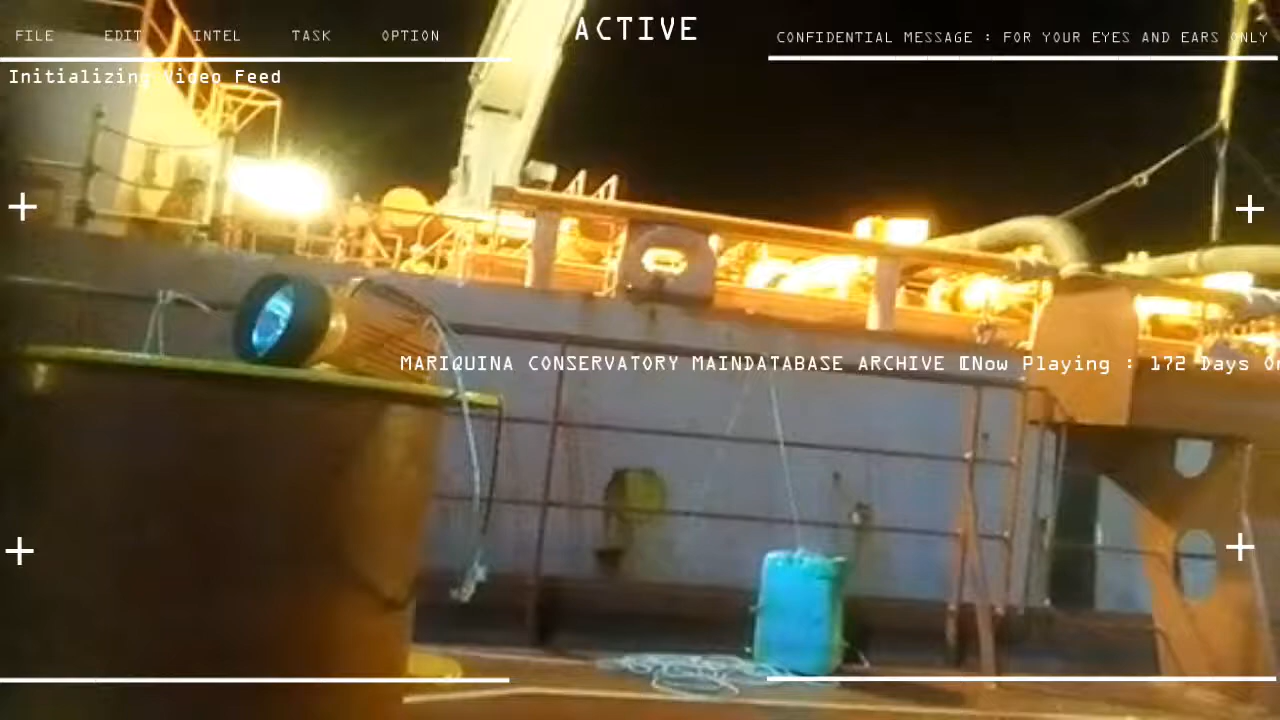 FILE EDIT INTEL TASK OPTION
ACTIVE
CONFIDENTIAL MESSAGE : FOR YOUR EYES AND EARS ONLY
Initializing Video Feed
MARIQUINA CONSERVATORY MAINDATABASE ARCHIVE Now Playing : 172 Days